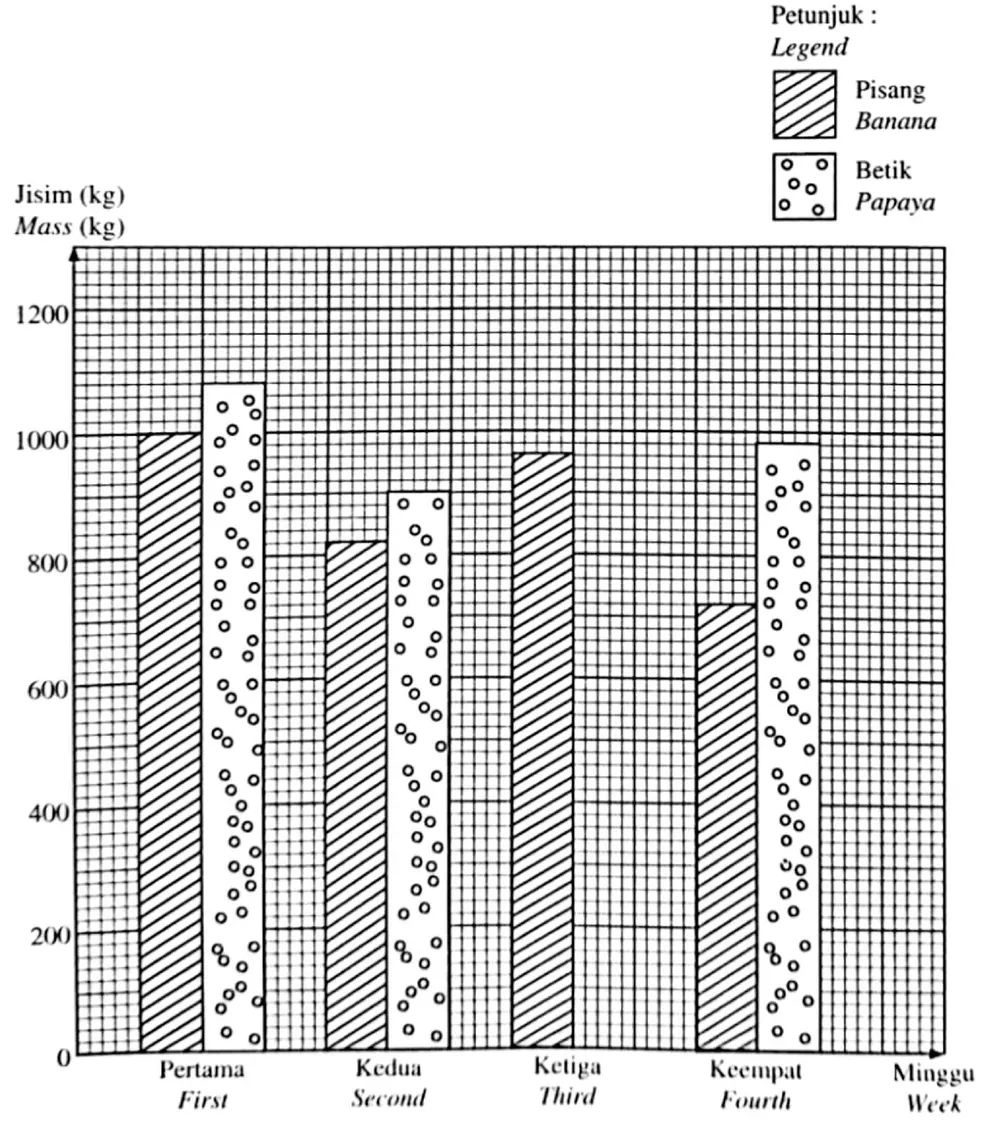 Petunjuk :
Legend
Pisang
Banana
Betik
Papaya
Jisim (kg)
Mass (kg)
1200
1000
800
600
400
200
0
Pertama
First
Kedua
Second
Ketiga
Third
Keempat
Fourth
Minggu
Week